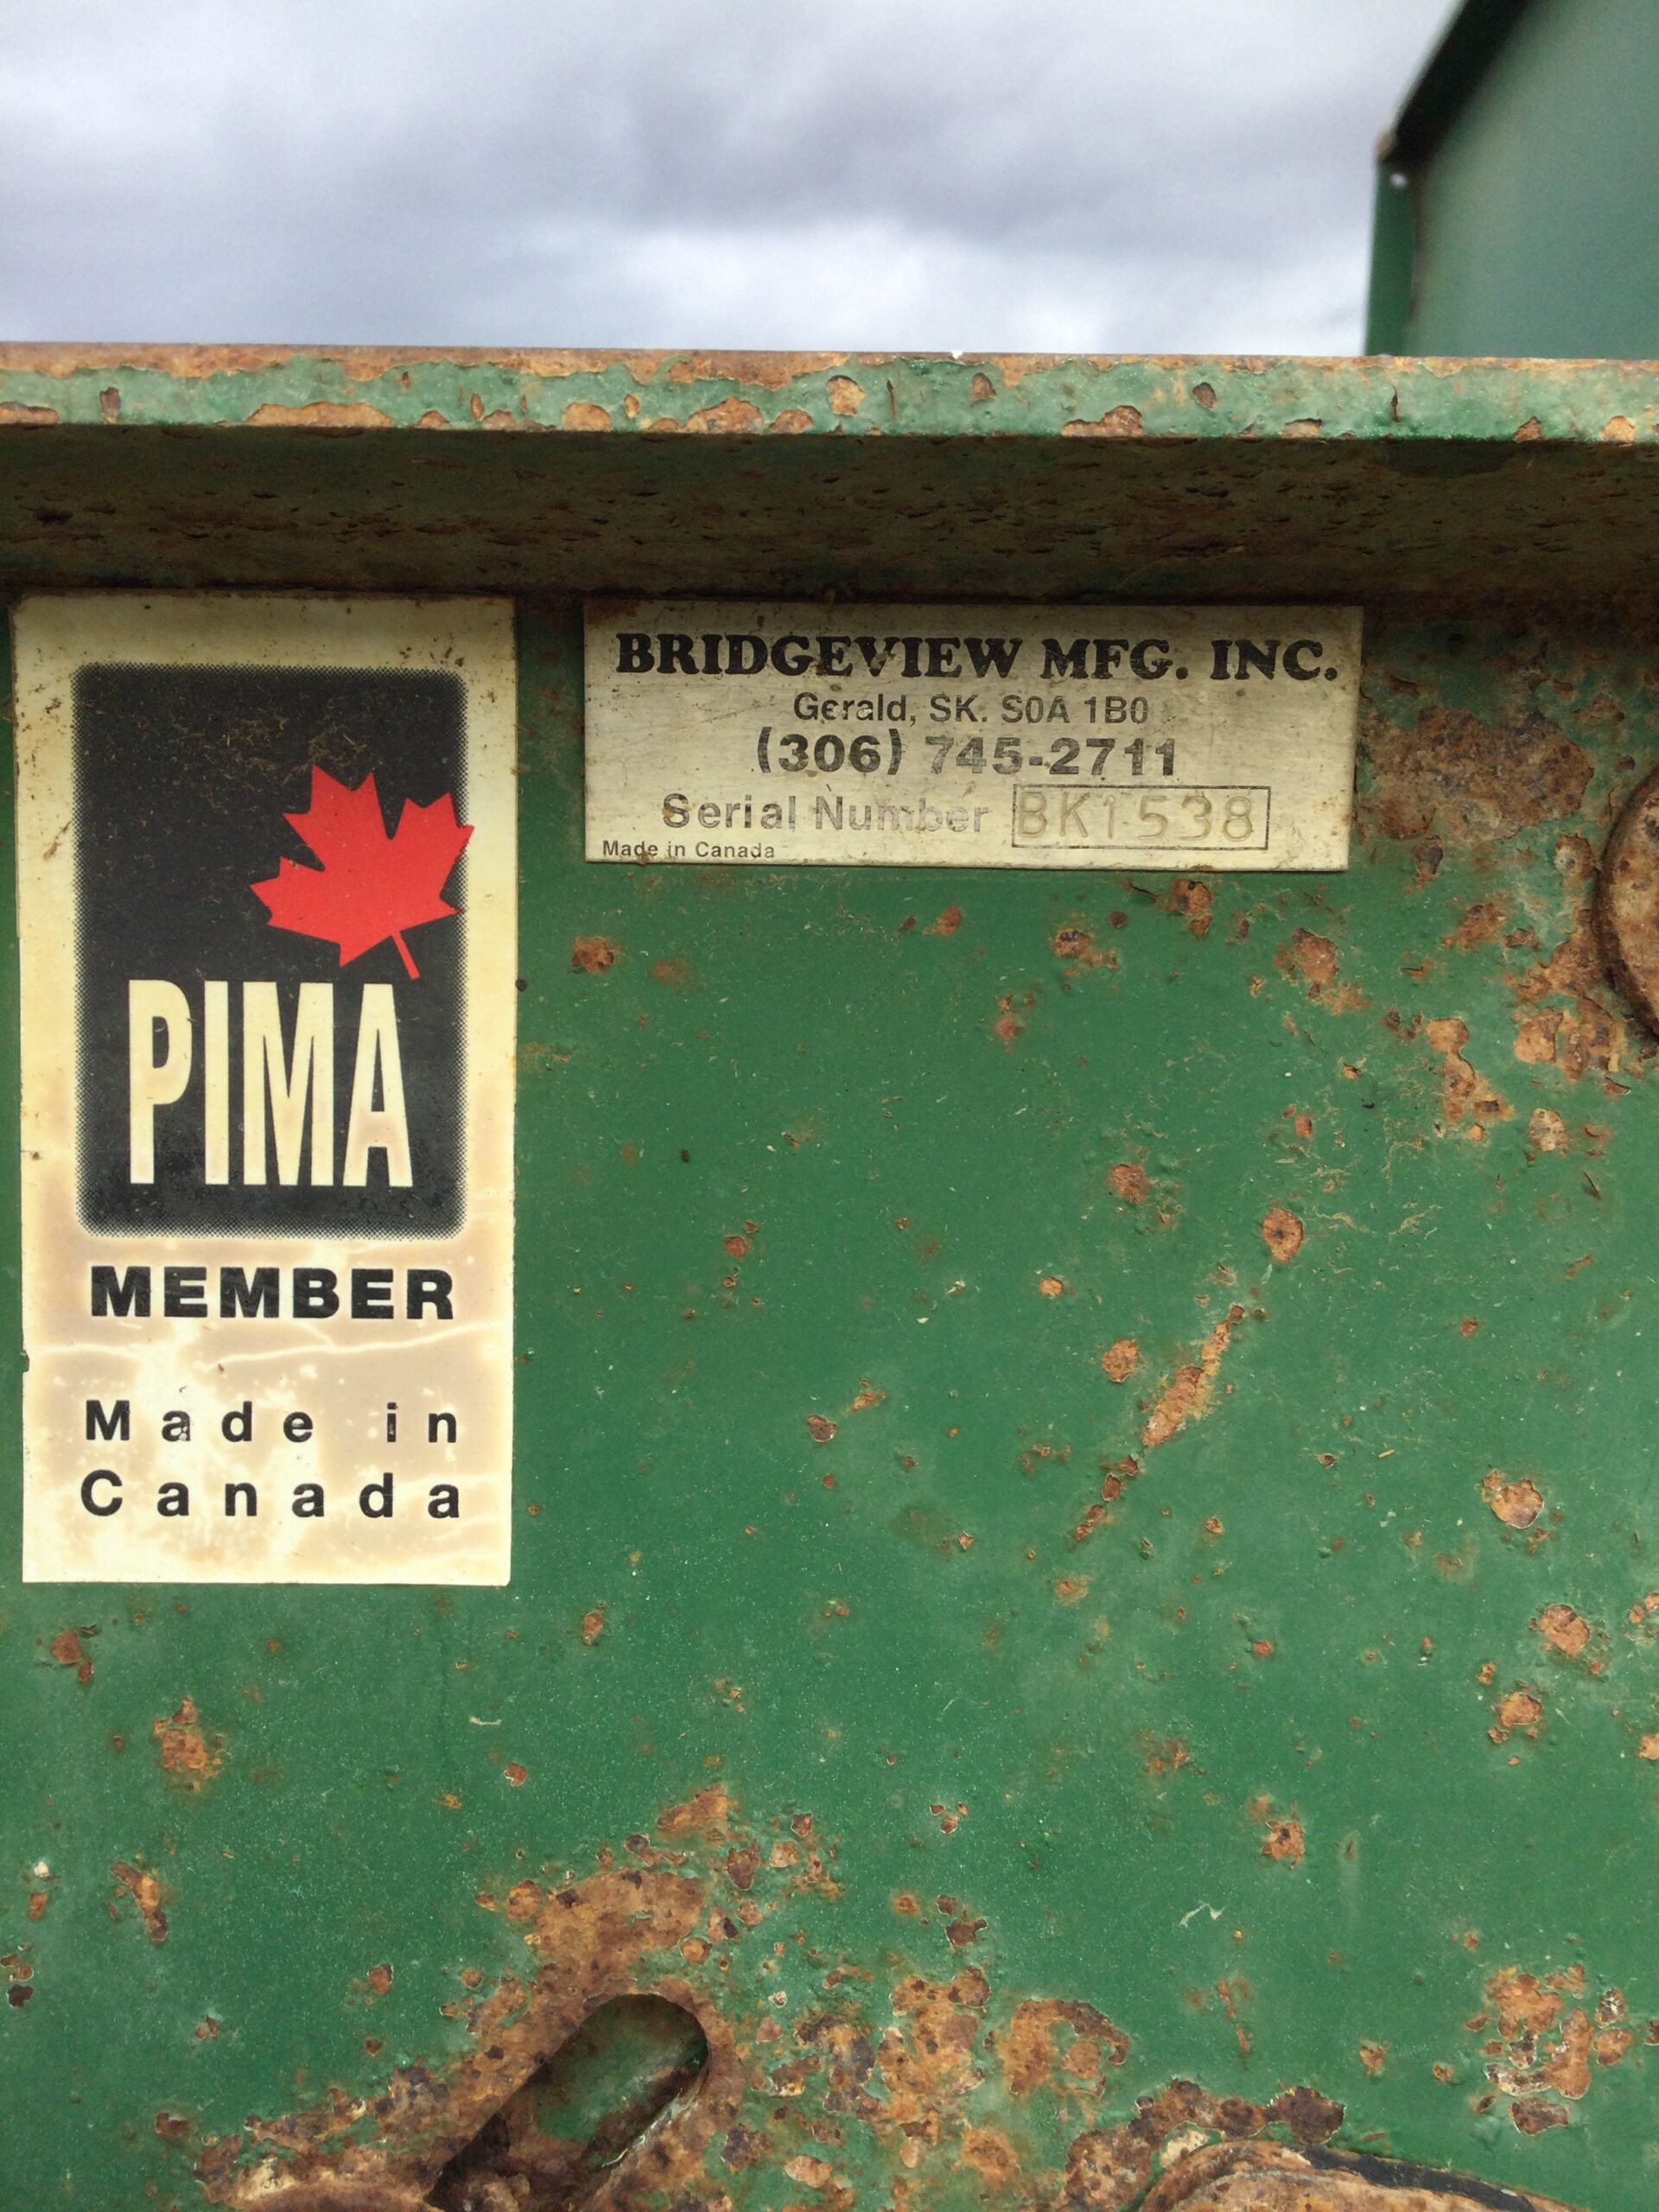 PIMA
MEMBER
Made in
Canada
BRIDGEVIEW MFG. INC.
Gerald, SK. S0A 1B0
(306) 745-2711
Serial Number BK1538
Made in Canada